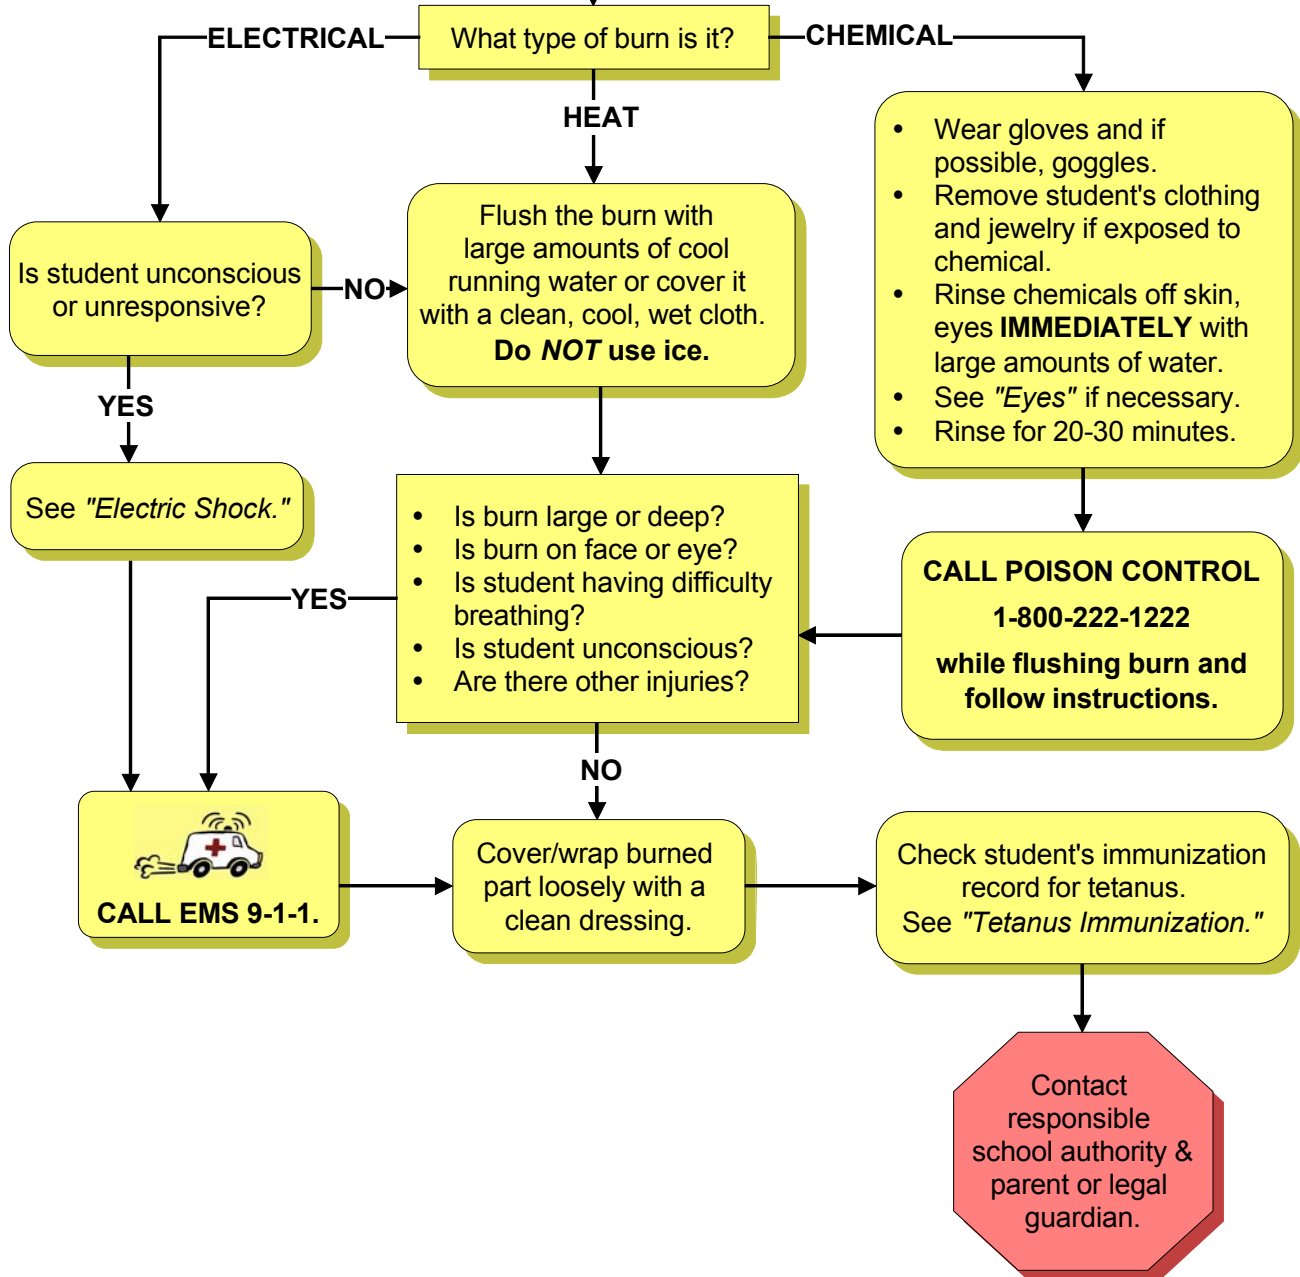 What type of burn is it?
ELECTRICAL
HEAT
CHEMICAL
Is student unconscious
or unresponsive?
NO
YES
See "Electric Shock."
Flush the burn with
large amounts of cool
running water or cover it
with a clean, cool, wet cloth.
Do NOT use ice.
• Wear gloves and if
possible, goggles.
• Remove student's clothing
and jewelry if exposed to
chemical.
• Rinse chemicals off skin,
eyes IMMEDIATELY with
large amounts of water.
• See "Eyes" if necessary.
• Rinse for 20-30 minutes.
CALL POISON CONTROL
1-800-222-1222
while flushing burn and
follow instructions.
• Is burn large or deep?
• Is burn on face or eye?
• Is student having difficulty
breathing?
• Is student unconscious?
• Are there other injuries?
YES
NO
CALL EMS 9-1-1.
Cover/wrap burned
part loosely with a
clean dressing.
Check student's immunization
record for tetanus.
See "Tetanus Immunization."
Contact
responsible
school authority &
parent or legal
guardian.